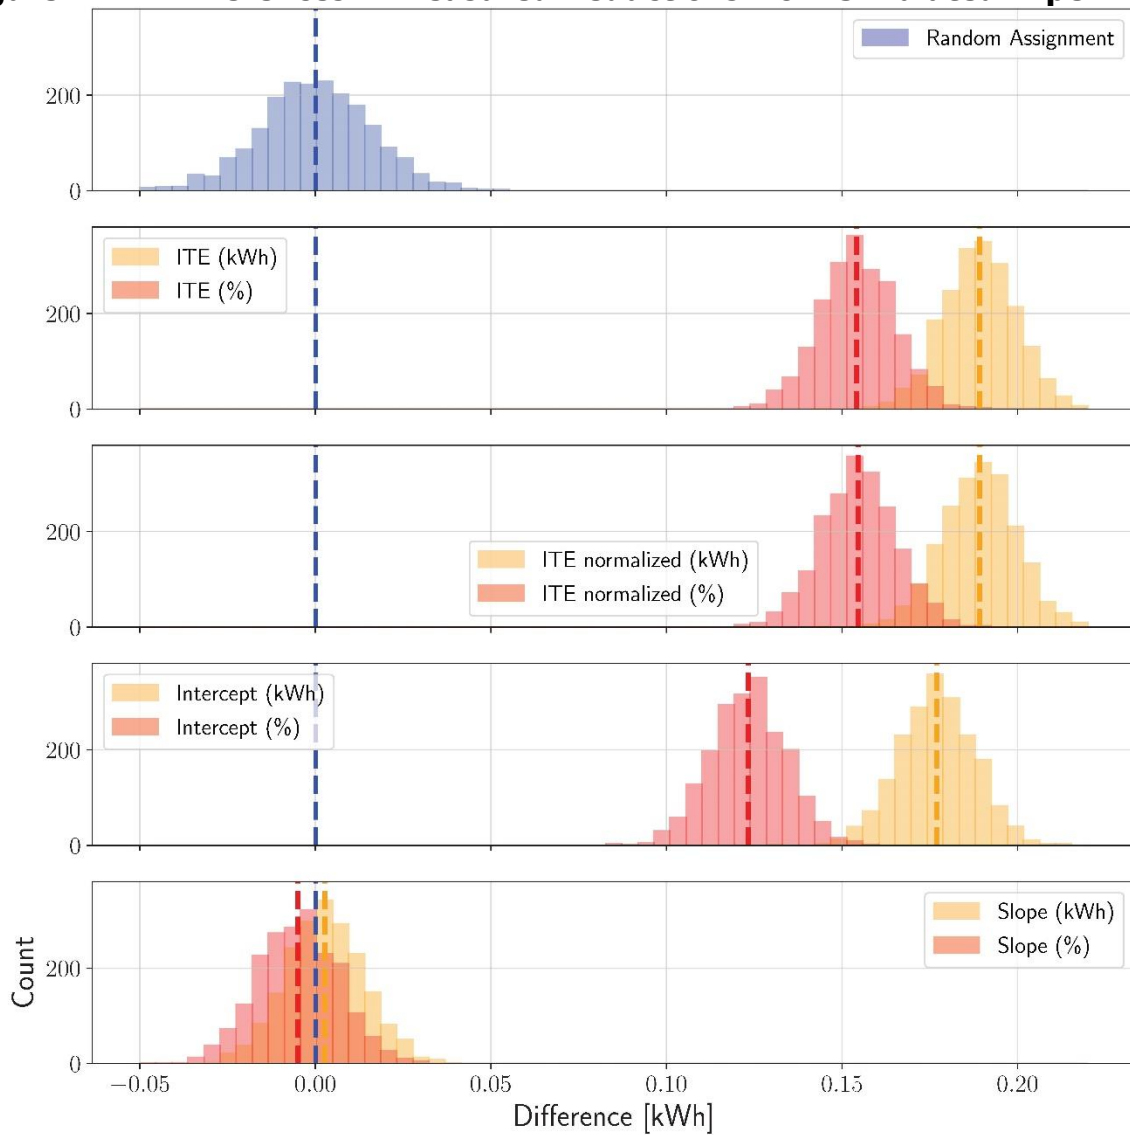 Random Assignment
200
0
ITE (kWh)
ITE (%)
200
0
ITE normalized (kWh)
ITE normalized (%)
200
0
Intercept (kWh)
Intercept (%)
200
0
Slope (kWh)
Slope (%)
200
0
Count
−0.05 0.00 0.05 0.10 0.15 0.20
Difference [kWh]